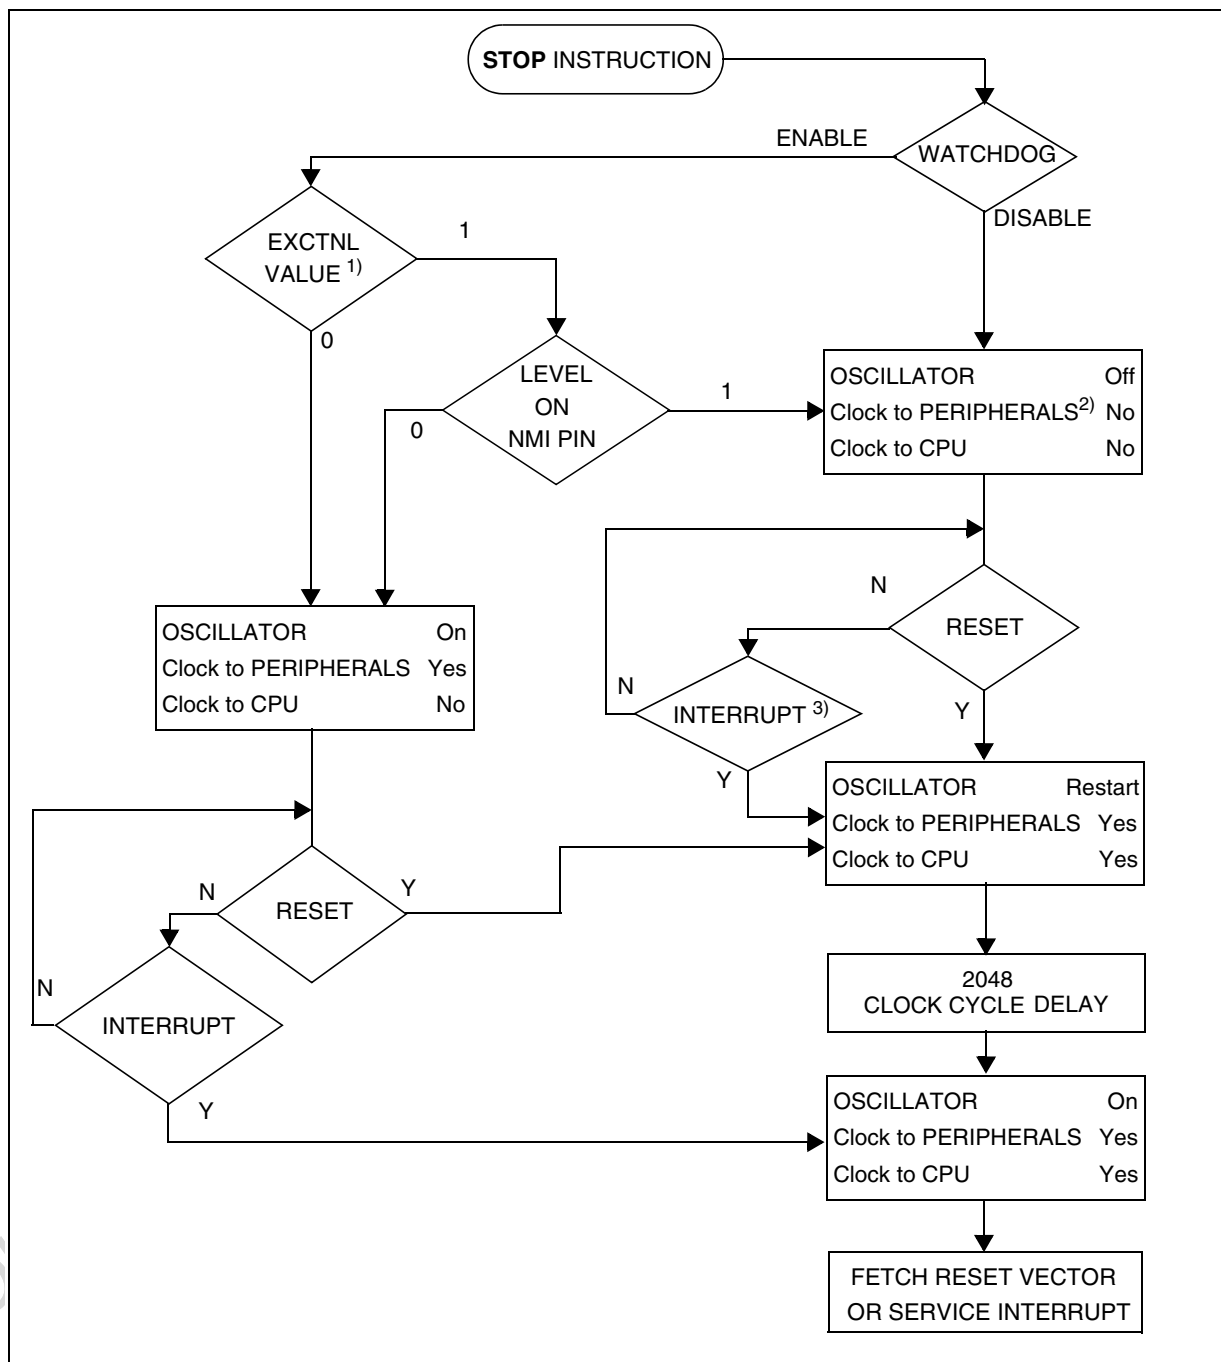 STOP INSTRUCTION
ENABLE
WATCHDOG
DISABLE
EXCTNL
VALUE 1)
1
0
LEVEL
ON
NMI PIN
1
0
OSCILLATOR Off
Clock to PERIPHERALS2) No
Clock to CPU No
N
RESET
Y
OSCILLATOR On
Clock to PERIPHERALS Yes
Clock to CPU No
N
INTERRUPT 3)
Y
OSCILLATOR Restart
Clock to PERIPHERALS Yes
Clock to CPU Yes
N
RESET
Y
N
INTERRUPT
Y
2048
CLOCK CYCLE DELAY
OSCILLATOR On
Clock to PERIPHERALS Yes
Clock to CPU Yes
FETCH RESET VECTOR
OR SERVICE INTERRUPT